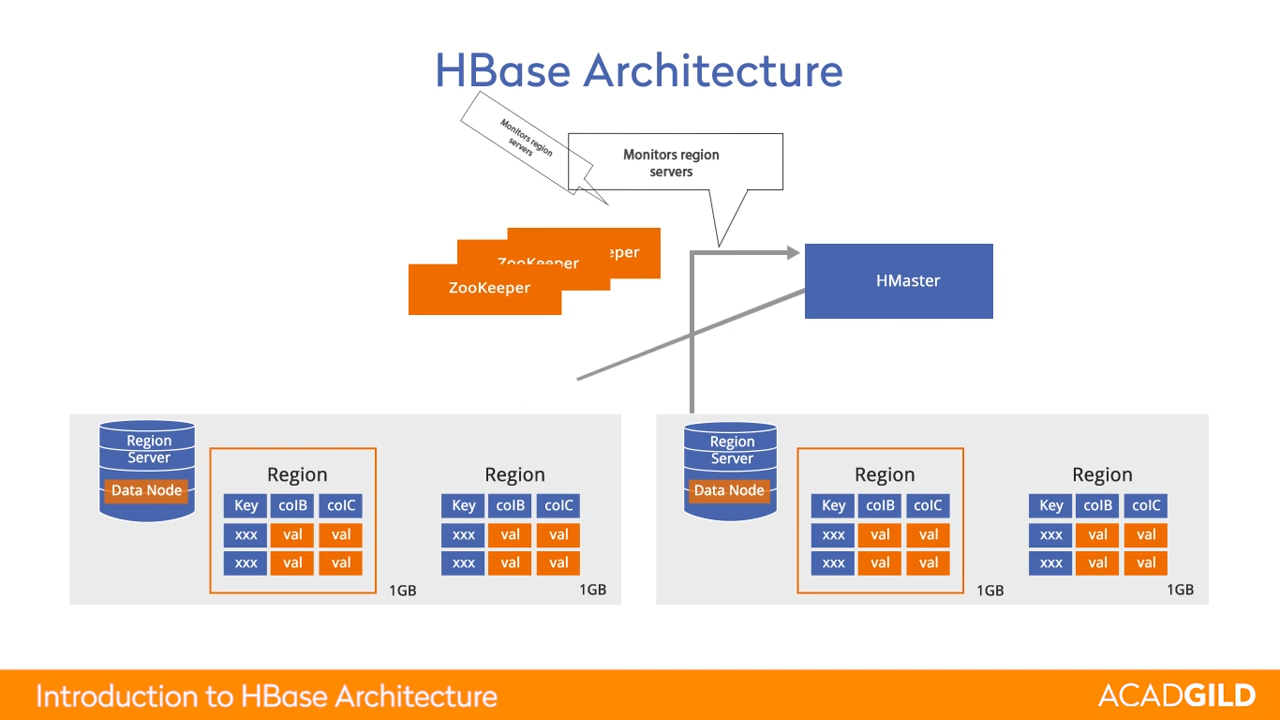 HBase Architecture
Monitors region
servers
Monitors region
servers
eper
ZooKeeper
ZooKeeper
HMaster
Region
Server
Data Node
Region
Key colB colC
xxx val val
xxx val val
1GB
Region
Key colB colC
xxx val val
xxx val val
1GB
Region
Server
Data Node
Region
Key colB colC
xxx val val
xxx val val
1GB
Region
Key colB colC
xxx val val
xxx val val
1GB
Introduction to HBase Architecture
ACADGILD